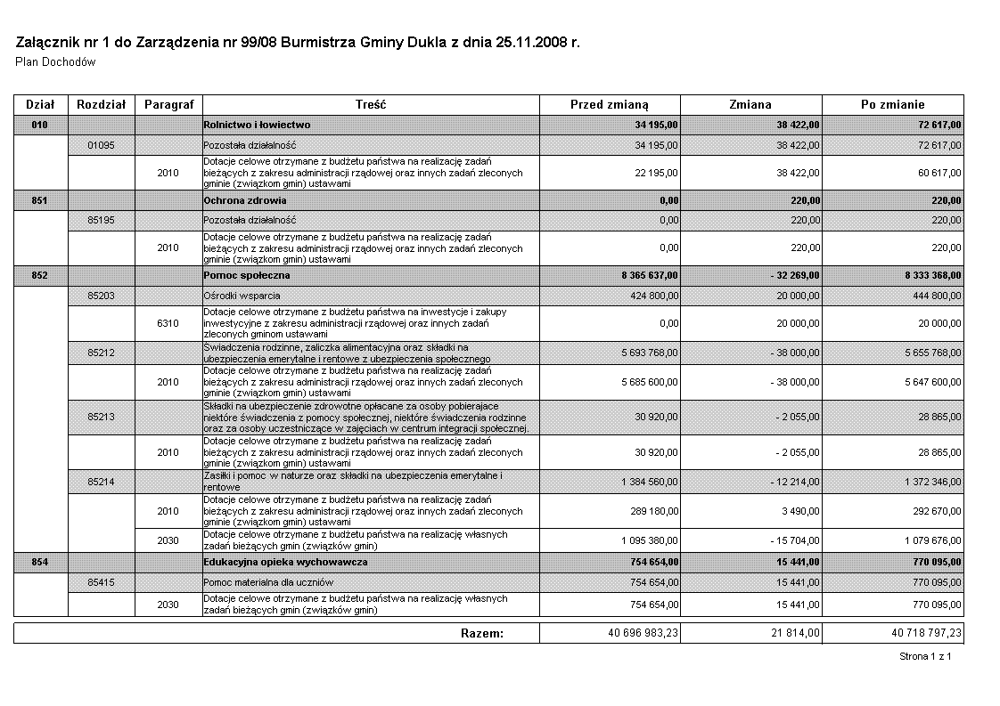 Załącznik nr 1 do Zarządzenia nr 99/08 Burmistrza Gminy Dukla z dnia 25.11.2008 r.
Plan Dochodów
Dział Rozdział Paragraf Treść Przed zmianą Zmiana Po zmianie
010 Rolnictwo i łowiectwo 34 195,00 38 422,00 72 617,00
01095 Pozostała działalność 34 195,00 38 422,00 72 617,00
Dotacje celowe otrzymane z budżetu państwa na realizację zadań
2010 bieżących z zakresu administracji rządowej oraz innych zadań zleconych 22 195,00 38 422,00 60 617,00
gminie (związkom gmin) ustawami
851 Ochrona zdrowia 0,00 220,00 220,00
85195 Pozostała działalność 0,00 220,00 220,00
Dotacje celowe otrzymane z budżetu państwa na realizację zadań
2010 bieżących z zakresu administracji rządowej oraz innych zadań zleconych 0,00 220,00 220,00
gminie (związkom gmin) ustawami
852 Pomoc społeczna 8 365 637,00 - 32 269,00 8 333 368,00
85203 Ośrodki wsparcia 424 800,00 20 000,00 444 800,00
Dotacje celowe otrzymane z budżetu państwa na inwestycje i zakupy
6310 inwestycyjne z zakresu administracji rządowej oraz innych zadań 0,00 20 000,00 20 000,00
zleconych gminom ustawami
Świadczenia rodzinne, zaliczka alimentacyjna oraz składki na
85212 ubezpieczenia emerytalne i rentowe z ubezpieczenia społecznego 5 693 768,00 - 38 000,00 5 655 768,00
Dotacje celowe otrzymane z budżetu państwa na realizację zadań
2010 bieżących z zakresu administracji rządowej oraz innych zadań zleconych 5 685 600,00 - 38 000,00 5 647 600,00
gminie (związkom gmin) ustawami
Składki na ubezpieczenie zdrowotne opłacane za osoby pobierajace
85213 niektóre świadczenia z pomocy społecznej, niektóre świadczenia rodzinne 30 920,00 - 2 055,00 28 865,00
oraz za osoby uczestniczące w zajęciach w centrum integracji społecznej.
Dotacje celowe otrzymane z budżetu państwa na realizację zadań
2010 bieżących z zakresu administracji rządowej oraz innych zadań zleconych 30 920,00 - 2 055,00 28 865,00
gminie (związkom gmin) ustawami
Zasiłki i pomoc w naturze oraz składki na ubezpieczenia emerytalne i
85214 rentowe 1 384 560,00 - 12 214,00 1 372 346,00
Dotacje celowe otrzymane z budżetu państwa na realizację zadań
2010 bieżących z zakresu administracji rządowej oraz innych zadań zleconych 289 180,00 3 490,00 292 670,00
gminie (związkom gmin) ustawami
Dotacje celowe otrzymane z budżetu państwa na realizację własnych
2030 zadań bieżących gmin (związków gmin) 1 095 380,00 - 15 704,00 1 079 676,00
854 Edukacyjna opieka wychowawcza 754 654,00 15 441,00 770 095,00
85415 Pomoc materialna dla uczniów 754 654,00 15 441,00 770 095,00
Dotacje celowe otrzymane z budżetu państwa na realizację własnych
2030 zadań bieżących gmin (związków gmin) 754 654,00 15 441,00 770 095,00
Razem: 40 696 983,23 21 814,00 40 718 797,23
Strona 1 z 1